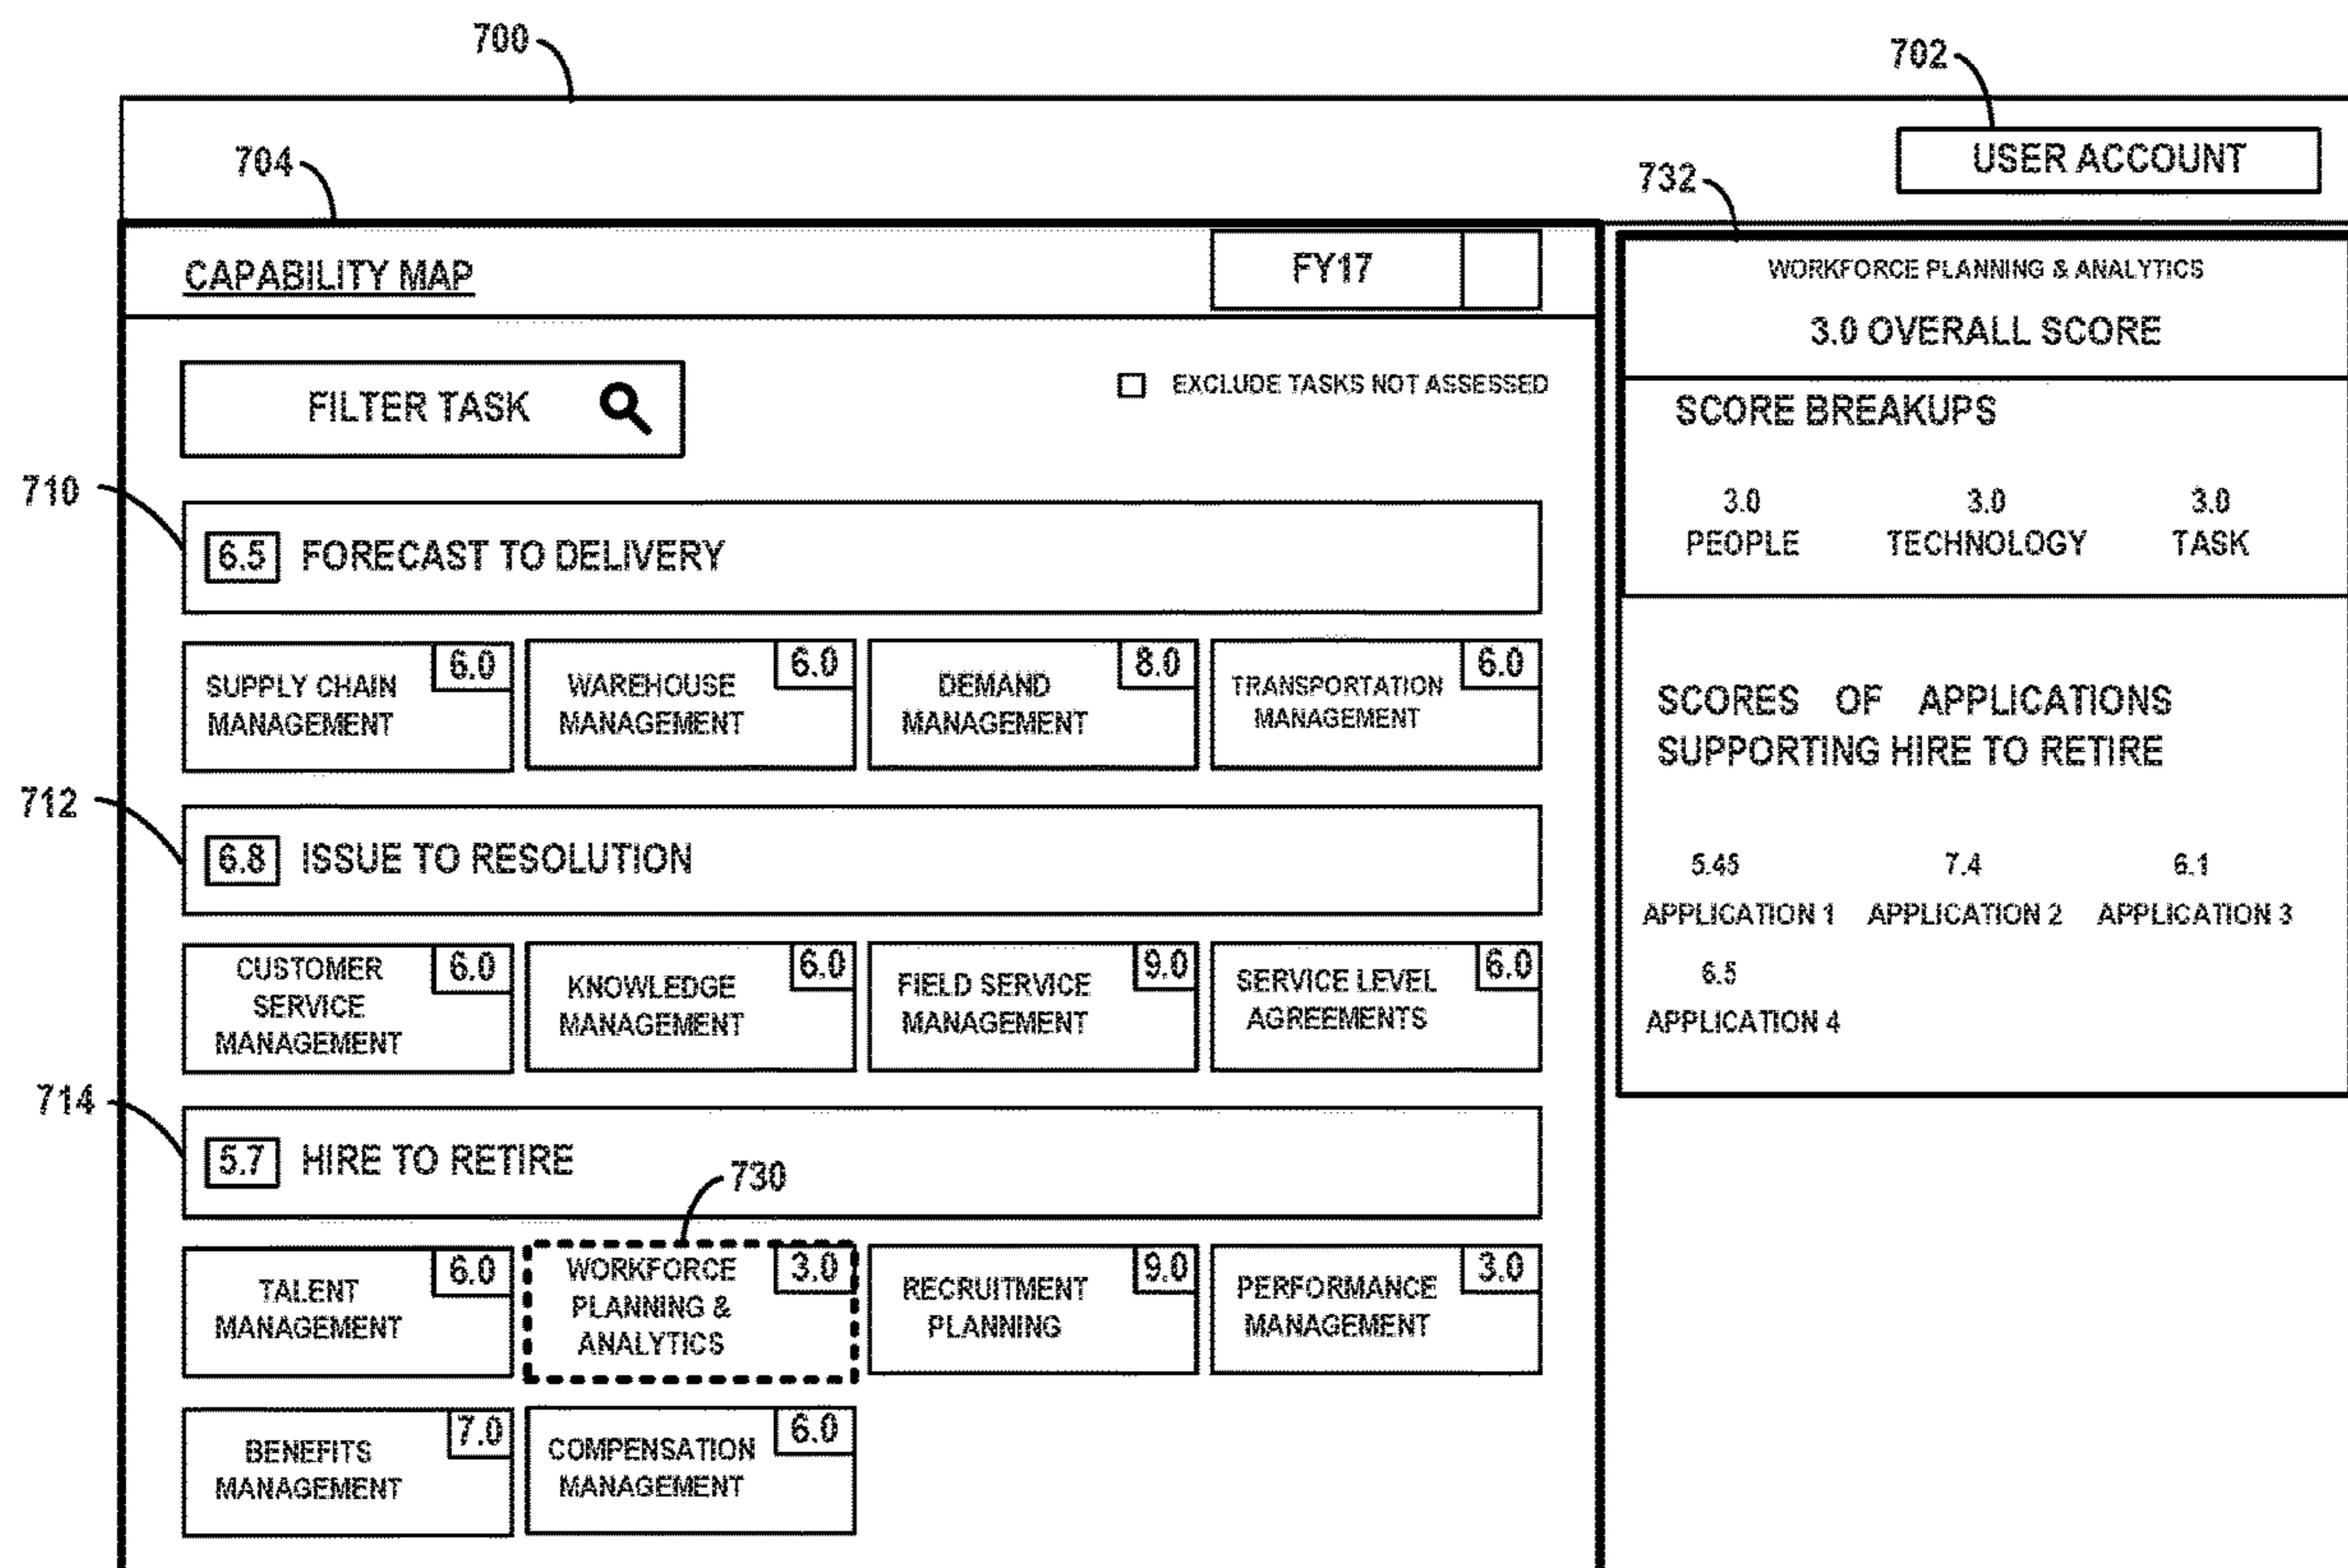 700
702
704
732
USER ACCOUNT
CAPABILITY MAP
FY17
FILTER TASK
EXCLUDE TASKS NOT ASSESSED
710
6.5 FORECAST TO DELIVERY
SUPPLY CHAIN
MANAGEMENT
6.0
WAREHOUSE
MANAGEMENT
6.0
DEMAND
MANAGEMENT
8.0
TRANSPORTATION
MANAGEMENT
6.0
712
6.8 ISSUE TO RESOLUTION
CUSTOMER
SERVICE
MANAGEMENT
6.0
KNOWLEDGE
MANAGEMENT
6.0
FIELD SERVICE
MANAGEMENT
9.0
SERVICE LEVEL
AGREEMENTS
6.0
714
5.7 HIRE TO RETIRE
730
TALENT
MANAGEMENT
6.0
WORKFORCE
PLANNING &
ANALYTICS
3.0
RECRUITMENT
PLANNING
9.0
PERFORMANCE
MANAGEMENT
3.0
BENEFITS
MANAGEMENT
7.0
COMPENSATION
MANAGEMENT
6.0
WORKFORCE PLANNING & ANALYTICS
3.0 OVERALL SCORE
SCORE BREAKUPS
3.0 3.0 3.0
PEOPLE TECHNOLOGY TASK
SCORES OF APPLICATIONS
SUPPORTING HIRE TO RETIRE
5.45 7.4 6.1
APPLICATION 1 APPLICATION 2 APPLICATION 3
6.5
APPLICATION 4